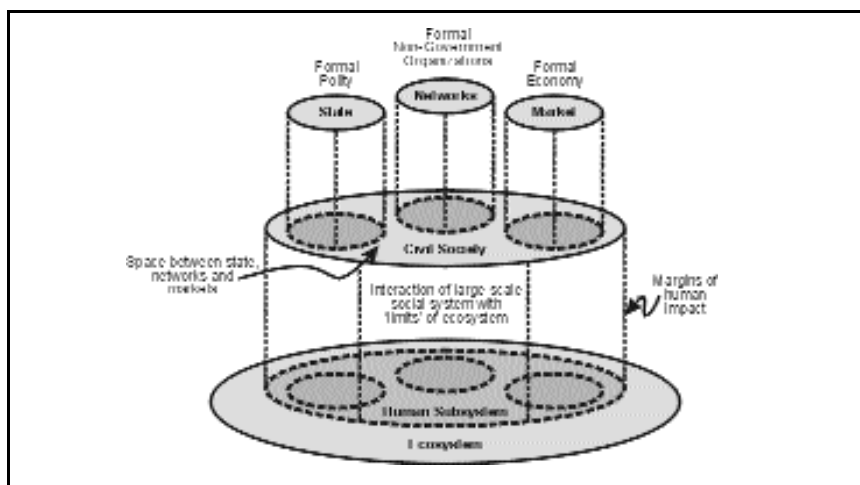 Formal
Non-Government
Organizations
Formal
Polity
Formal
Economy
State
Networks
Market
Civil Society
Space between state,
networks and
markets
Interaction of large-scale
social system with
'limits' of ecosystem
Margins of
human
impact
Human Subsystem
Ecosystem